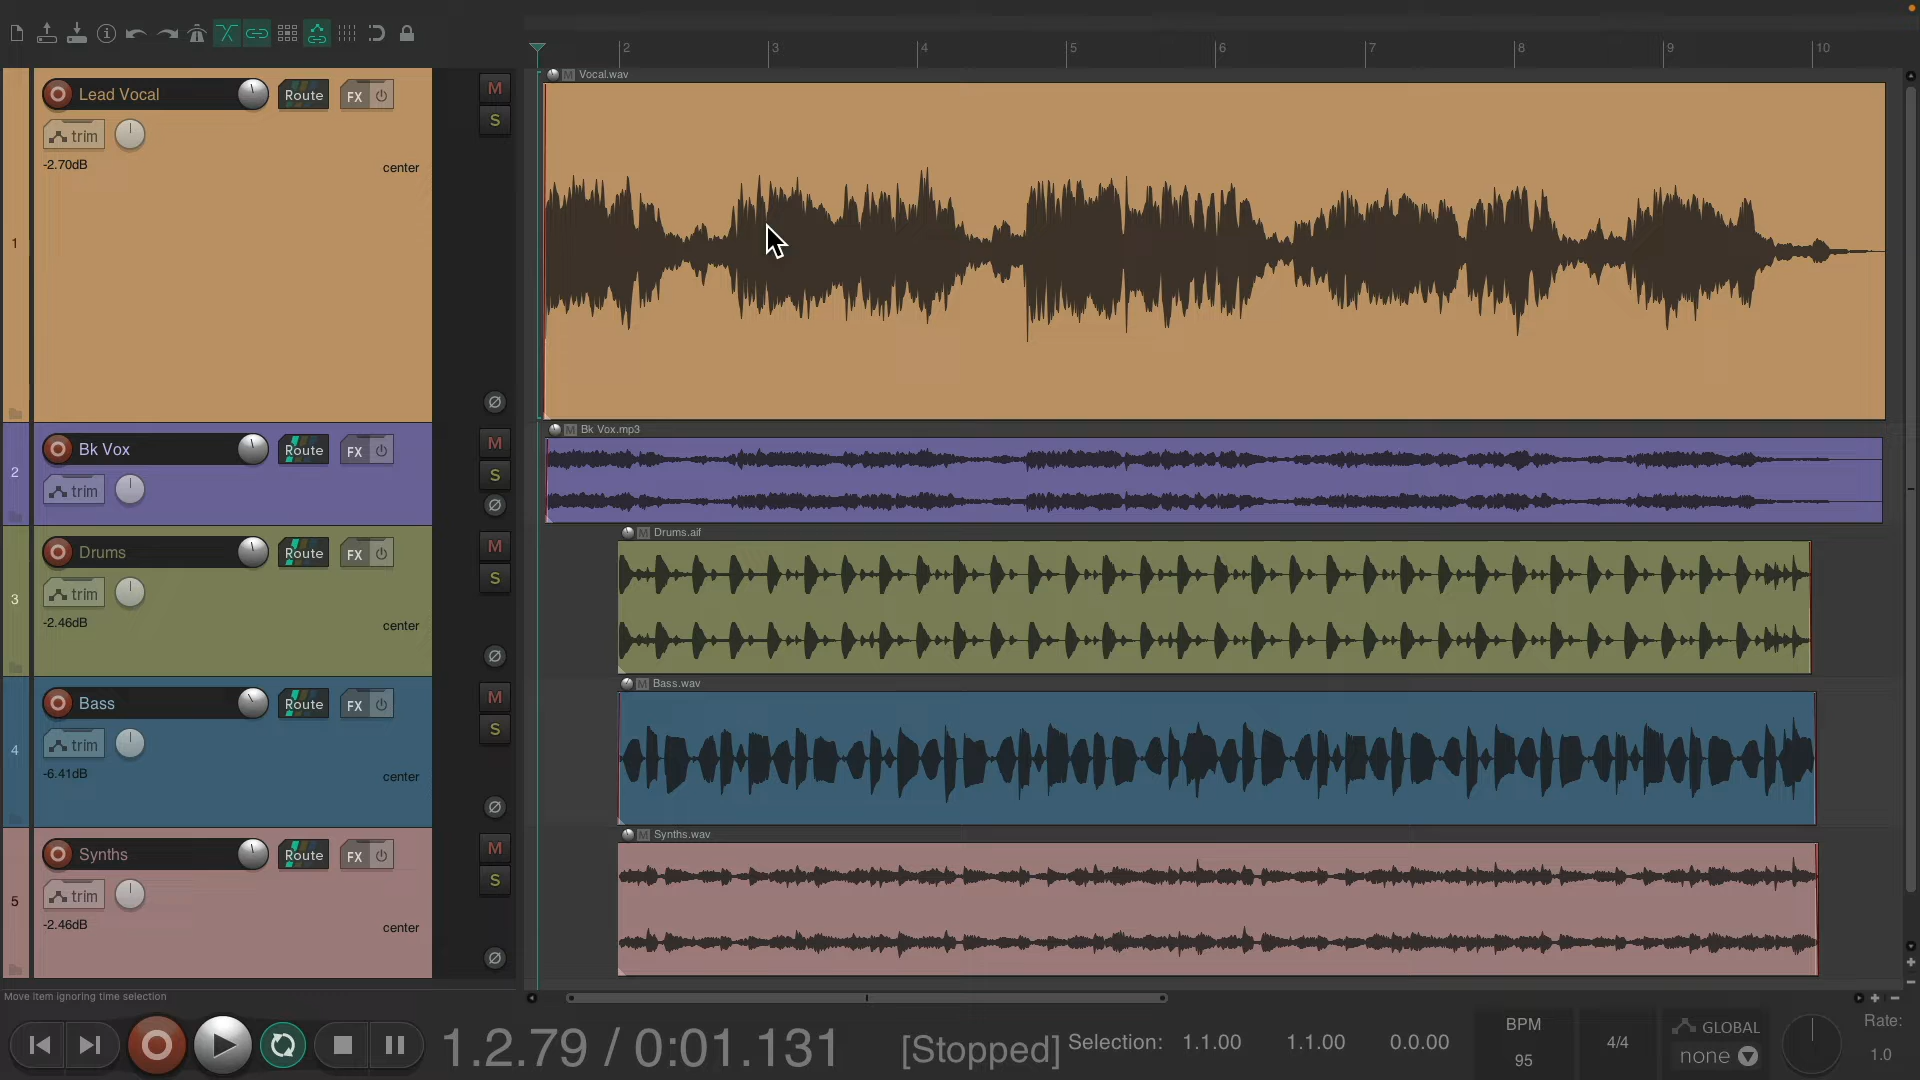 2 3 4 5 6 7 8 9 10
Lead Vocal Route FX M
trim S
-2.70dB center
1
Vocal.wav
M
Bk Vox Route FX M
2 S
trim
Bk Vox.mp3
M
Drums Route FX M
trim S
3
-2.46dB center
Drums.aif
M
Bass Route FX M
trim S
4
-6.41dB center
Bass.wav
M
Synths Route FX M
trim S
5
-2.46dB center
Synths.wav
M
Move item ignoring time selection
1.2.79 / 0:01.131 [Stopped] Selection: 1.1.00 1.1.00 0.0.00
BPM
95
4/4
GLOBAL
none
Rate:
1.0